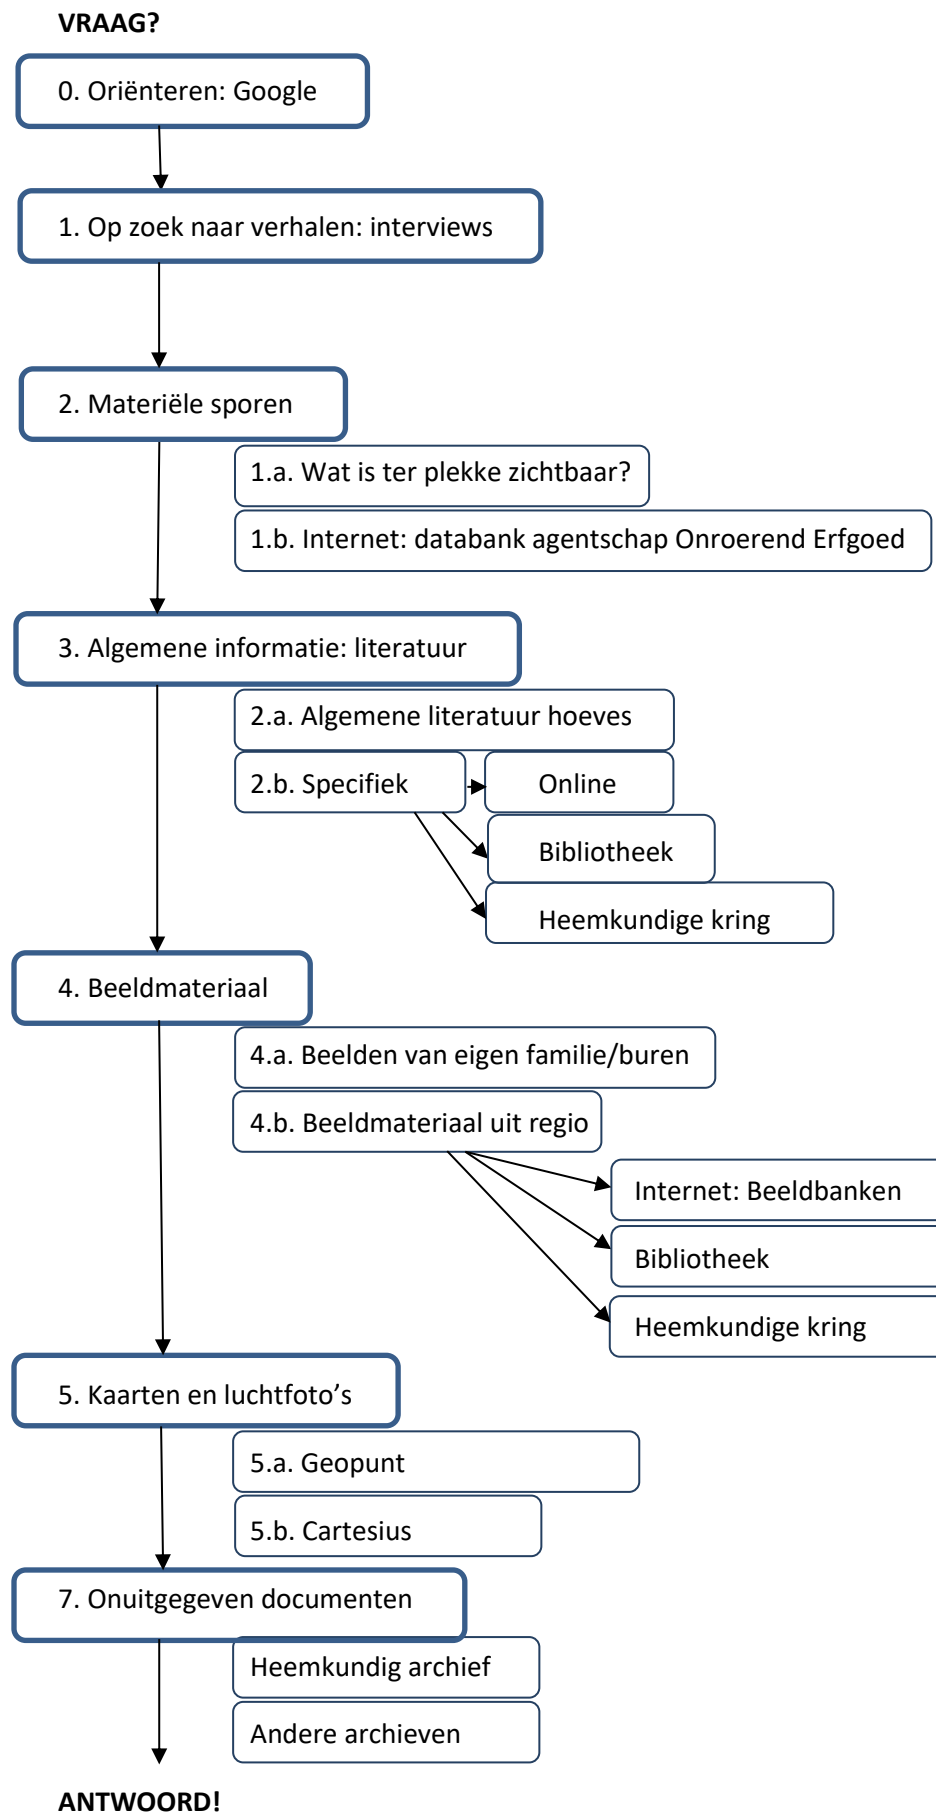 VRAAG?
0. Oriënteren: Google
1. Op zoek naar verhalen: interviews
2. Materiële sporen
1.a. Wat is ter plekke zichtbaar?
1.b. Internet: databank agentschap Onroerend Erfgoed
3. Algemene informatie: literatuur
2.a. Algemene literatuur hoeves
2.b. Specifiek
Online
Bibliotheek
Heemkundige kring
4. Beeldmateriaal
4.a. Beelden van eigen familie/buren
4.b. Beeldmateriaal uit regio
Internet: Beeldbanken
Bibliotheek
Heemkundige kring
5. Kaarten en luchtfoto’s
5.a. Geopunt
5.b. Cartesius
7. Onuitgegeven documenten
Heemkundig archief
Andere archieven
ANTWOORD!